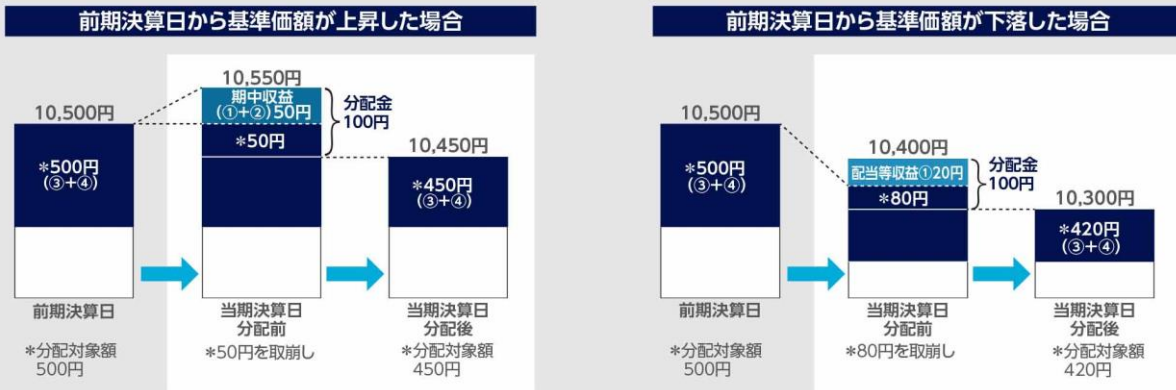 前期決算日から基準価額が上昇した場合
10,500円
*500円
(③+④)
前期決算日
*分配対象額
500円
10,550円
期中収益
(①+②)50円
*50円
分配金
100円
当期決算日
分配前
*50円を取崩し
10,450円
*450円
(③+④)
当期決算日
分配後
*分配対象額
450円
前期決算日から基準価額が下落した場合
10,500円
*500円
(③+④)
前期決算日
*分配対象額
500円
10,400円
配当等収益①20円
*80円
分配金
100円
当期決算日
分配前
*80円を取崩し
10,300円
*420円
(③+④)
当期決算日
分配後
*分配対象額
420円